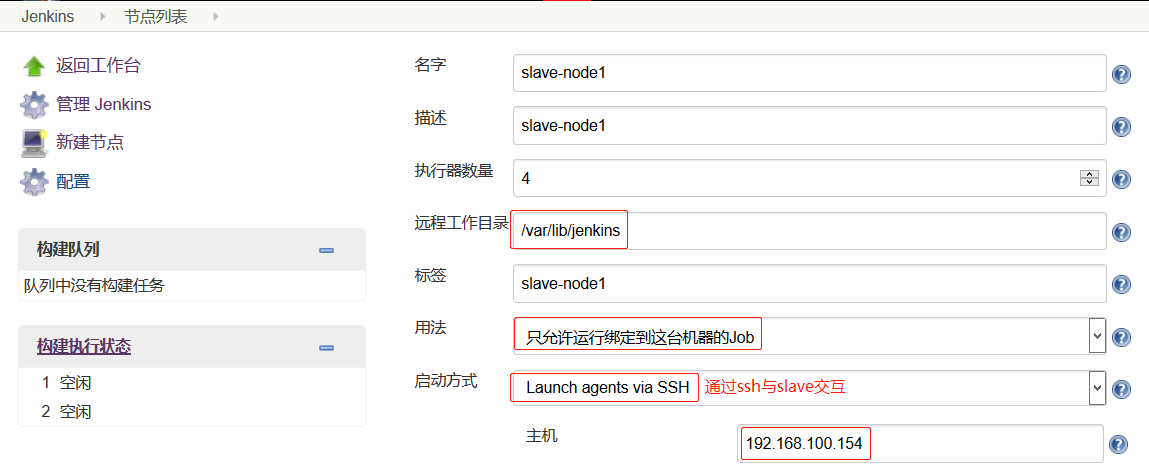 Jenkins 节点列表
返回工作台
管理 Jenkins
新建节点
配置
构建队列
队列中没有构建任务
构建执行状态
1 空闲
2 空闲
名字 slave-node1
描述 slave-node1
执行器数量 4
远程工作目录 /var/lib/jenkins
标签 slave-node1
用法 只允许运行绑定到这台机器的Job
启动方式 Launch agents via SSH 通过ssh与slave交互
主机 192.168.100.154